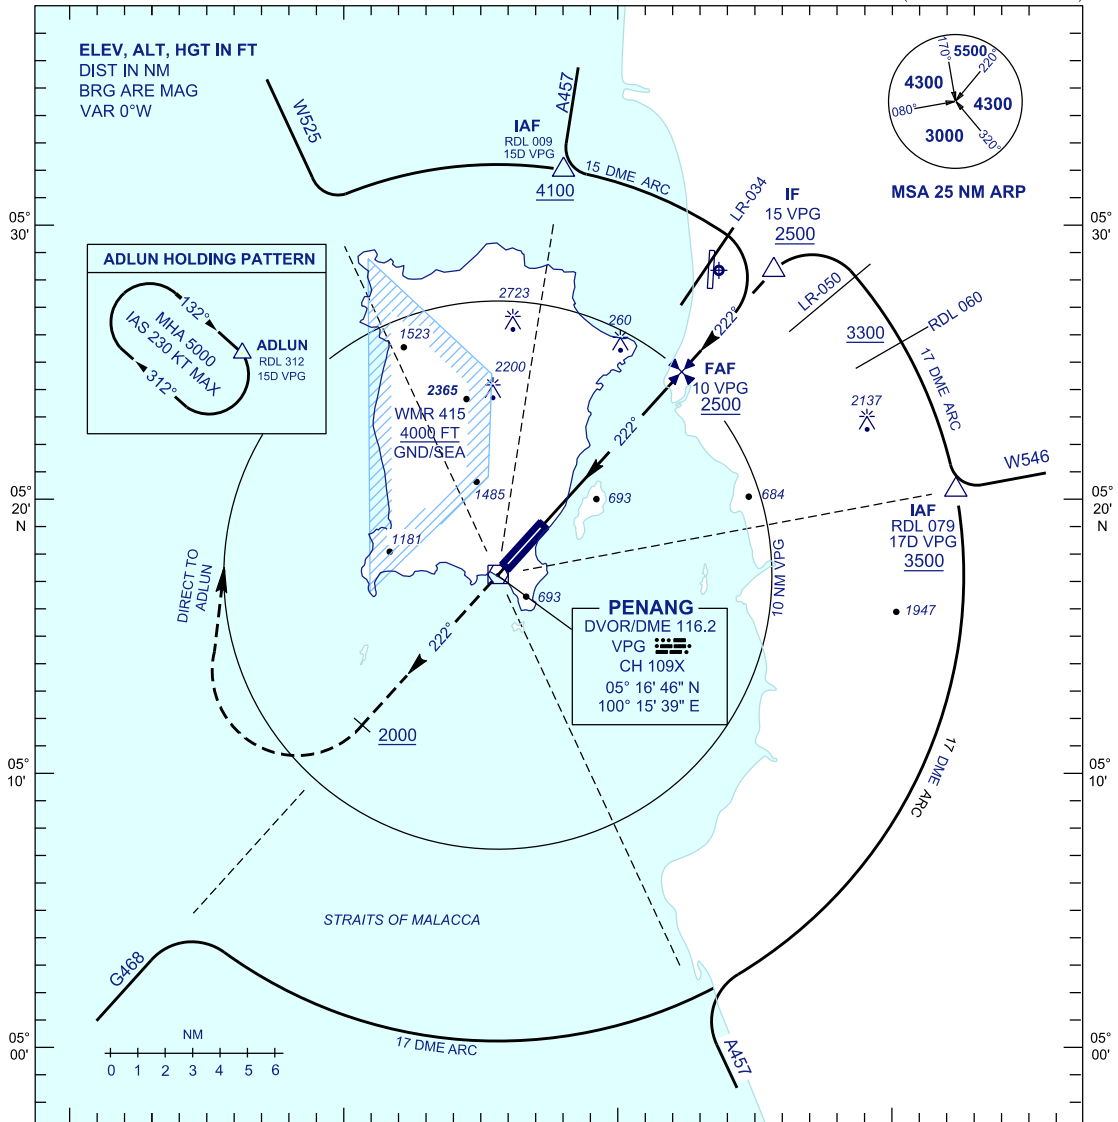 ELEV, ALT, HGT IN FT
DIST IN NM
BRG ARE MAG
VAR 0°W
W525
A457
IAF
RDL 009
15D VPG
4100
15 DME ARC
LR-034
IF
15 VPG
2500
170°
5500
220°
4300
080°
4300
3000
320°
MSA 25 NM ARP
05°
30'
05°
30'
ADLUN HOLDING PATTERN
132°
MHA 5000
IAS 230 KT MAX
312°
ADLUN
RDL 312
15D VPG
LR-050
RDL 060
3300
17 DME ARC
2723
260
1523
2200
2365
WMR 415
4000 FT
GND/SEA
222°
FAF
10 VPG
2500
2137
222°
1485
693
684
W546
05°
20'
N
05°
20'
N
IAF
RDL 079
17D VPG
3500
1181
DIRECT TO
ADLUN
10 NM VPG
693
1947
PENANG
DVOR/DME 116.2
VPG
CH 109X
05° 16' 46" N
100° 15' 39" E
222°
2000
05°
10'
05°
10'
17 DME ARC
STRAITS OF MALACCA
G468
NM
0 1 2 3 4 5 6
17 DME ARC
A457
05°
00'
05°
00'